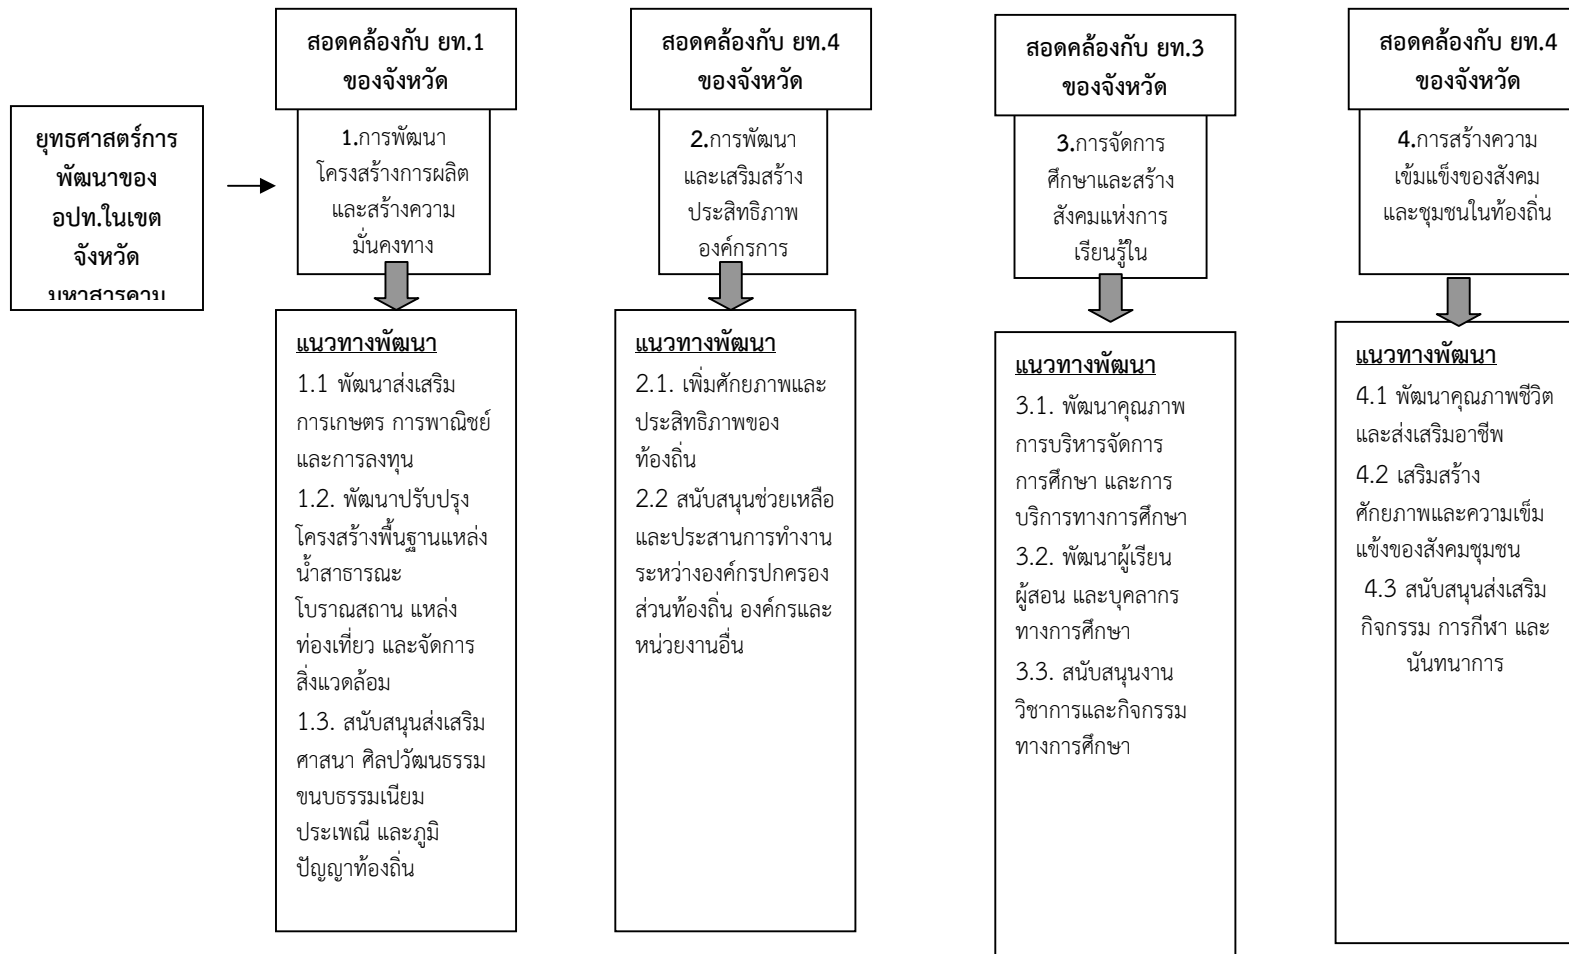 ยุทธศาสตร์การ
พัฒนาของ
อปท.ในเขต
จังหวัด
มหาสารคาม
สอดคล้องกับ ยท.1
ของจังหวัด
1.การพัฒนา
โครงสร้างการผลิต
และสร้างความ
มั่นคงทาง
แนวทางพัฒนา
1.1 พัฒนาส่งเสริม
การเกษตร การพาณิชย์
และการลงทุน
1.2. พัฒนาปรับปรุง
โครงสร้างพื้นฐานแหล่ง
น้ำสาธารณะ
โบราณสถาน แหล่ง
ท่องเที่ยว และจัดการ
สิ่งแวดล้อม
1.3. สนับสนุนส่งเสริม
ศาสนา ศิลปวัฒนธรรม
ขนบธรรมเนียม
ประเพณี และภูมิ
ปัญญาท้องถิ่น
สอดคล้องกับ ยท.4
ของจังหวัด
2.การพัฒนา
และเสริมสร้าง
ประสิทธิภาพ
องค์กรการ
แนวทางพัฒนา
2.1. เพิ่มศักยภาพและ
ประสิทธิภาพของ
ท้องถิ่น
2.2 สนับสนุนช่วยเหลือ
และประสานการทำงาน
ระหว่างองค์กรปกครอง
ส่วนท้องถิ่น องค์กรและ
หน่วยงานอื่น
สอดคล้องกับ ยท.3
ของจังหวัด
3.การจัดการ
ศึกษาและสร้าง
สังคมแห่งการ
เรียนรู้ใน
แนวทางพัฒนา
3.1. พัฒนาคุณภาพ
การบริหารจัดการ
การศึกษา และการ
บริการทางการศึกษา
3.2. พัฒนาผู้เรียน
ผู้สอน และบุคลากร
ทางการศึกษา
3.3. สนับสนุนงาน
วิชาการและกิจกรรม
ทางการศึกษา
สอดคล้องกับ ยท.4
ของจังหวัด
4.การสร้างความ
เข้มแข็งของสังคม
และชุมชนในท้องถิ่น
แนวทางพัฒนา
4.1 พัฒนาคุณภาพชีวิต
และส่งเสริมอาชีพ
4.2 เสริมสร้าง
ศักยภาพและความเข็ม
แข้งของสังคมชุมชน
4.3 สนับสนุนส่งเสริม
กิจกรรม การกีฬา และ
นันทนาการ